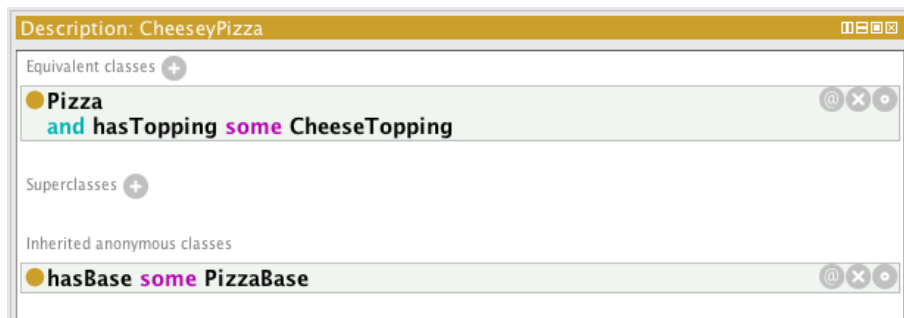 Description: CheeseyPizza
Equivalent classes
Pizza
and hasTopping some CheeseTopping
Superclasses
Inherited anonymous classes
hasBase some PizzaBase